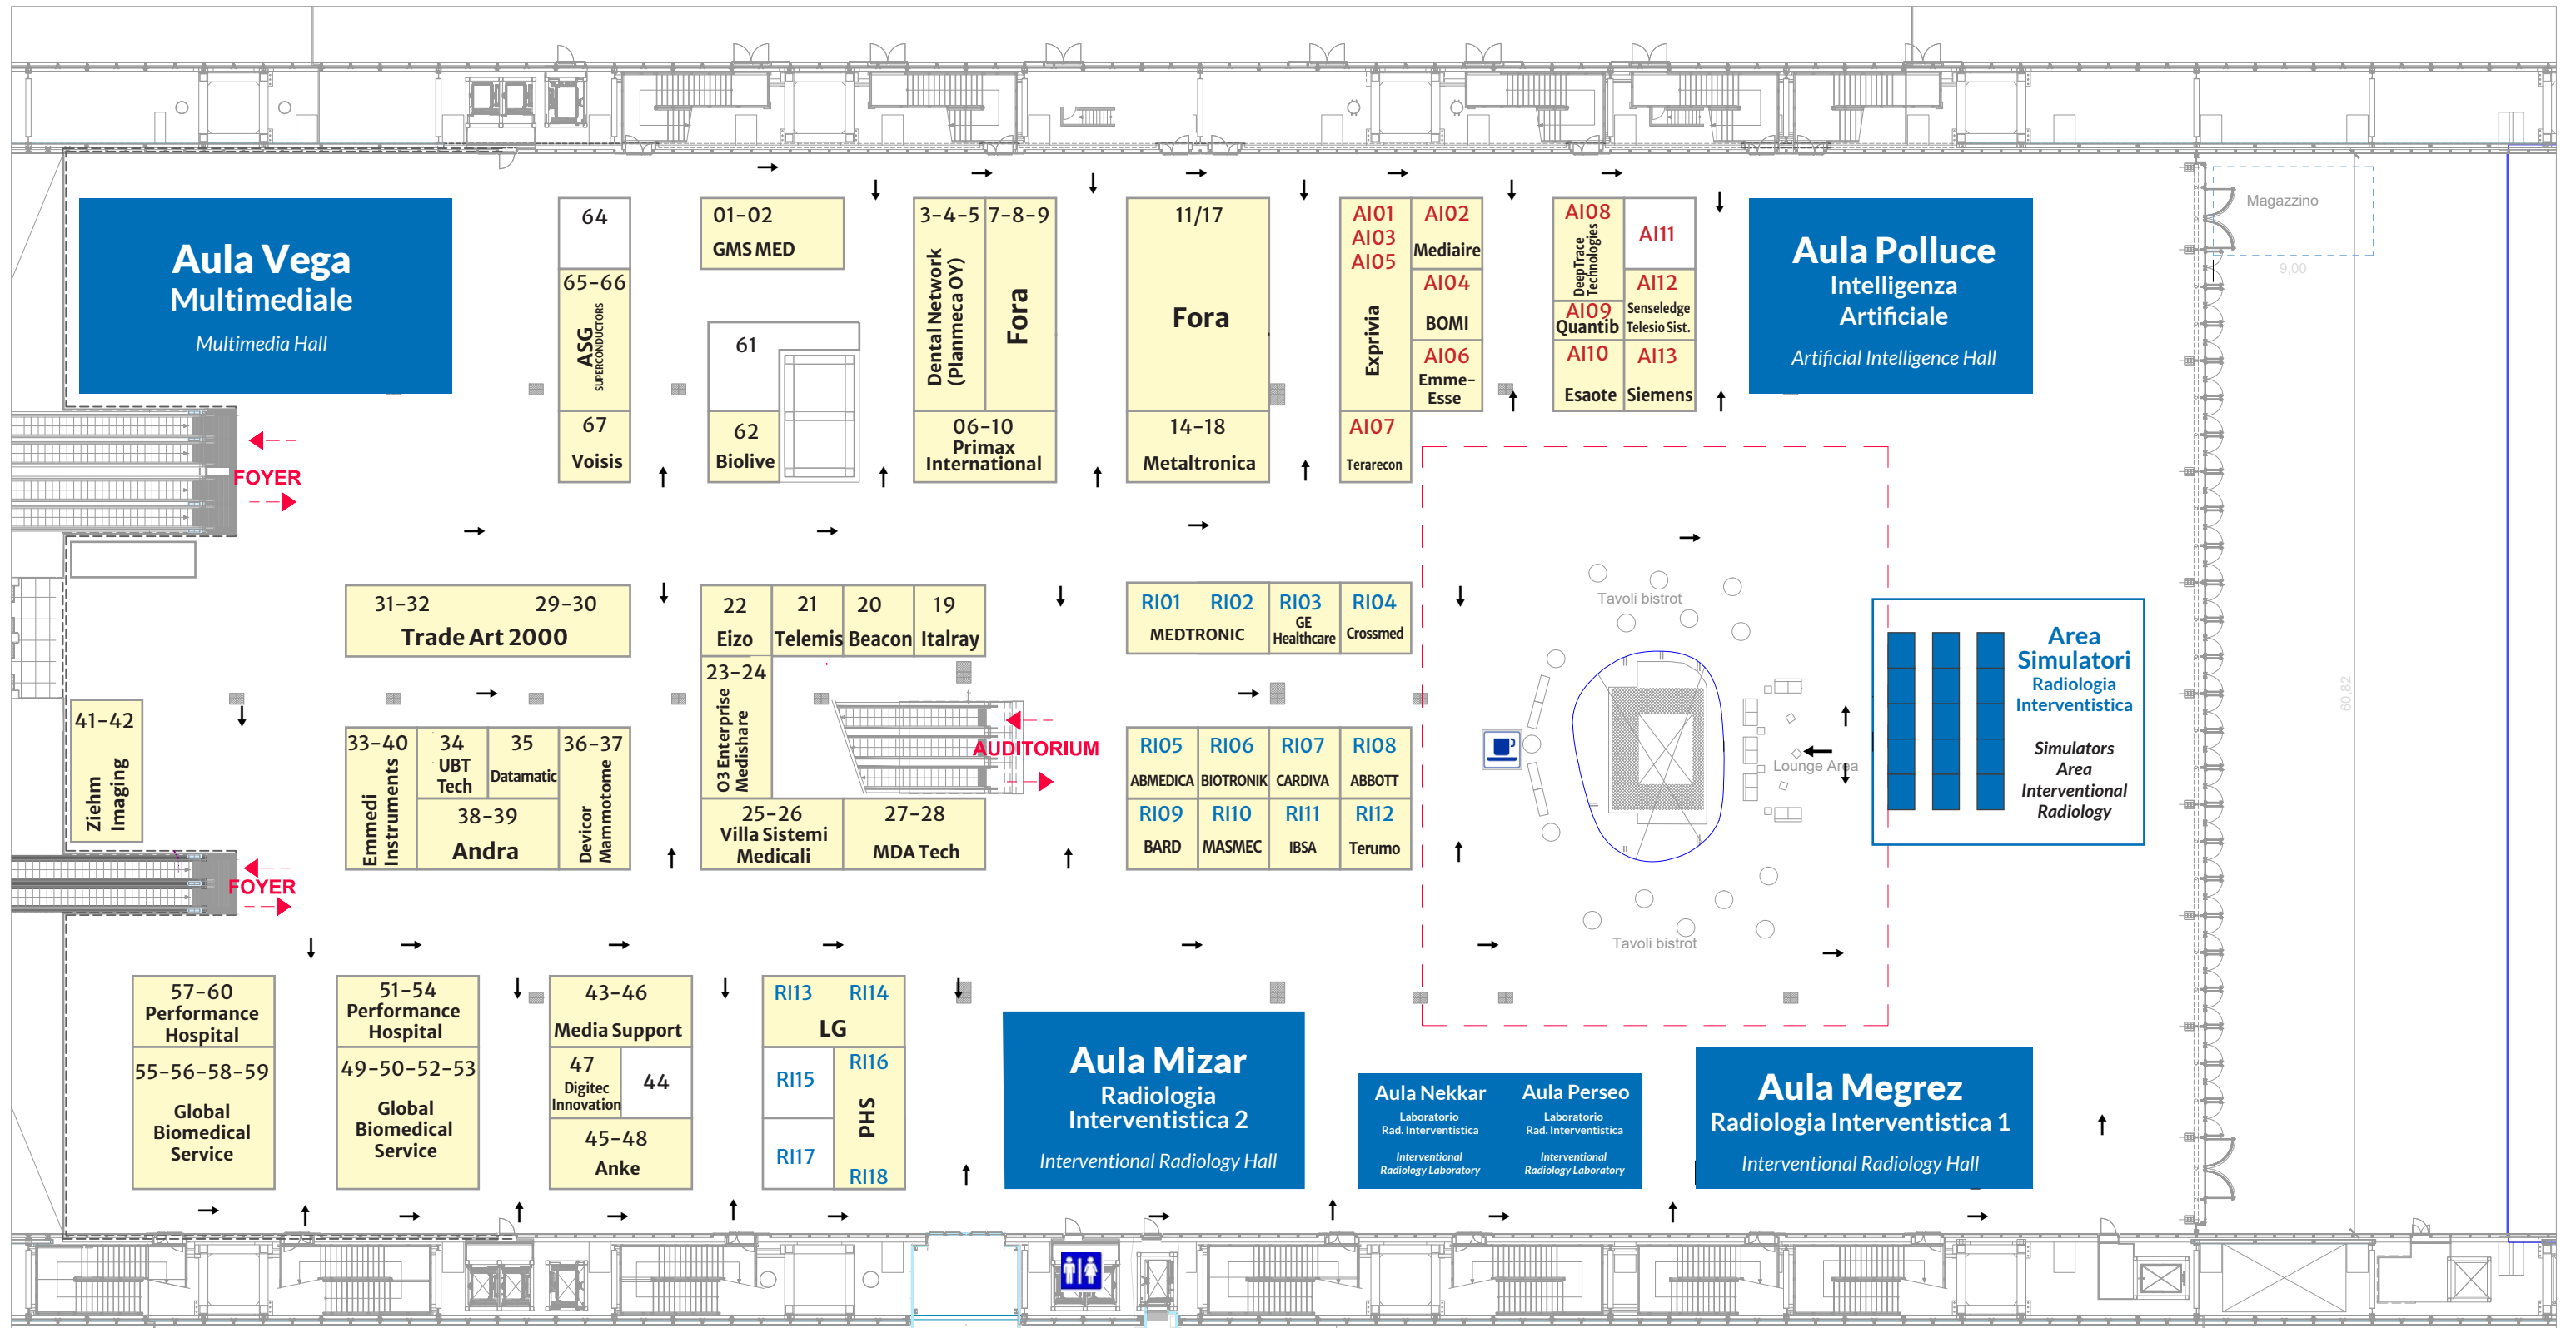 Aula Vega
Multimediale
Multimedia Hall
64
65-66
ASG
SUPERCONDUCTORS
67
Voisis
01-02
GMS MED
61
62
Biolive
3-4-5
Dental Network
(Planmeca OY)
7-8-9
Fora
06-10
Primax
International
11/17
Fora
14-18
Metaltronica
AI01
AI03
AI05
Exprivia
AI02
Mediaire
AI04
BOMI
AI06
Emme-
Esse
AI07
Terarecon
AI08
DeepTrace
Technologies
AI09
Quantib
AI10
Esaote
AI11
AI12
Senseledge
Telesio Sist.
AI13
Siemens
Aula Polluce
Intelligenza
Artificiale
Artificial Intelligence Hall
Magazzino
9,00
60,82
FOYER
31-32
29-30
Trade Art 2000
22
Eizo
21
Telemis
20
Beacon
19
Italray
23-24
O3 Enterprise
Medishare
AUDITORIUM
25-26
Villa Sistemi
Medicali
27-28
MDA Tech
RI01
RI02
MEDTRONIC
RI03
GE
Healthcare
RI04
Crossmed
RI05
ABMEDICA
RI06
BIOTRONIK
RI07
CARDIVA
RI08
ABBOTT
RI09
BARD
RI10
MASMEC
RI11
IBSA
RI12
Terumo
Tavoli bistrot
Lounge Area
Tavoli bistrot
Area
Simulatori
Radiologia
Interventistica
Simulators
Area
Interventional
Radiology
41-42
Ziehm
Imaging
33-40
Emmedi
Instruments
34
UBT
Tech
35
Datamatic
36-37
Devicor
Mammotome
38-39
Andra
FOYER
57-60
Performance
Hospital
55-56-58-59
Global
Biomedical
Service
51-54
Performance
Hospital
49-50-52-53
Global
Biomedical
Service
43-46
Media Support
47
Digitec
Innovation
44
45-48
Anke
RI13
RI14
LG
RI15
RI16
PHS
RI17
RI18
Aula Mizar
Radiologia
Interventistica 2
Interventional Radiology Hall
Aula Nekkar
Laboratorio
Rad. Interventistica
Interventional
Radiology Laboratory
Aula Perseo
Laboratorio
Rad. Interventistica
Interventional
Radiology Laboratory
Aula Megrez
Radiologia Interventistica 1
Interventional Radiology Hall